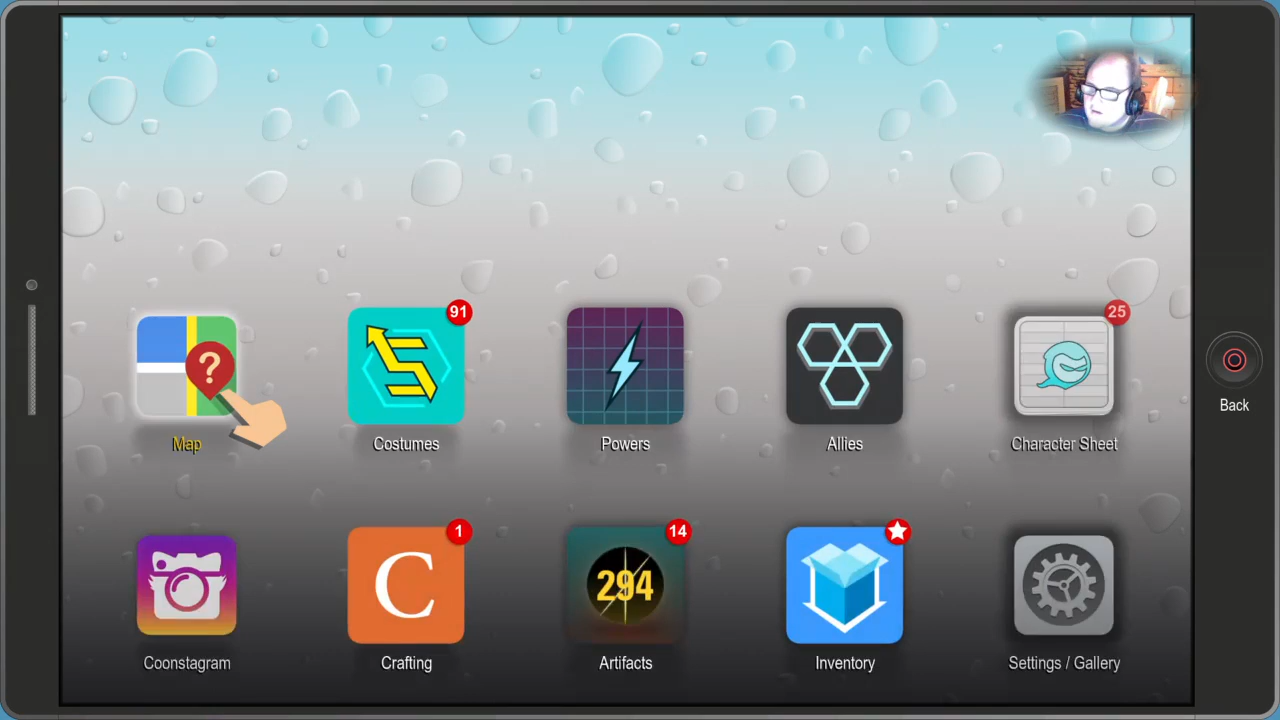 91
25
?
Map
Costumes
Powers
Allies
Character Sheet
Back
1
14
C
294
Coonstagram
Crafting
Artifacts
Inventory
Settings / Gallery